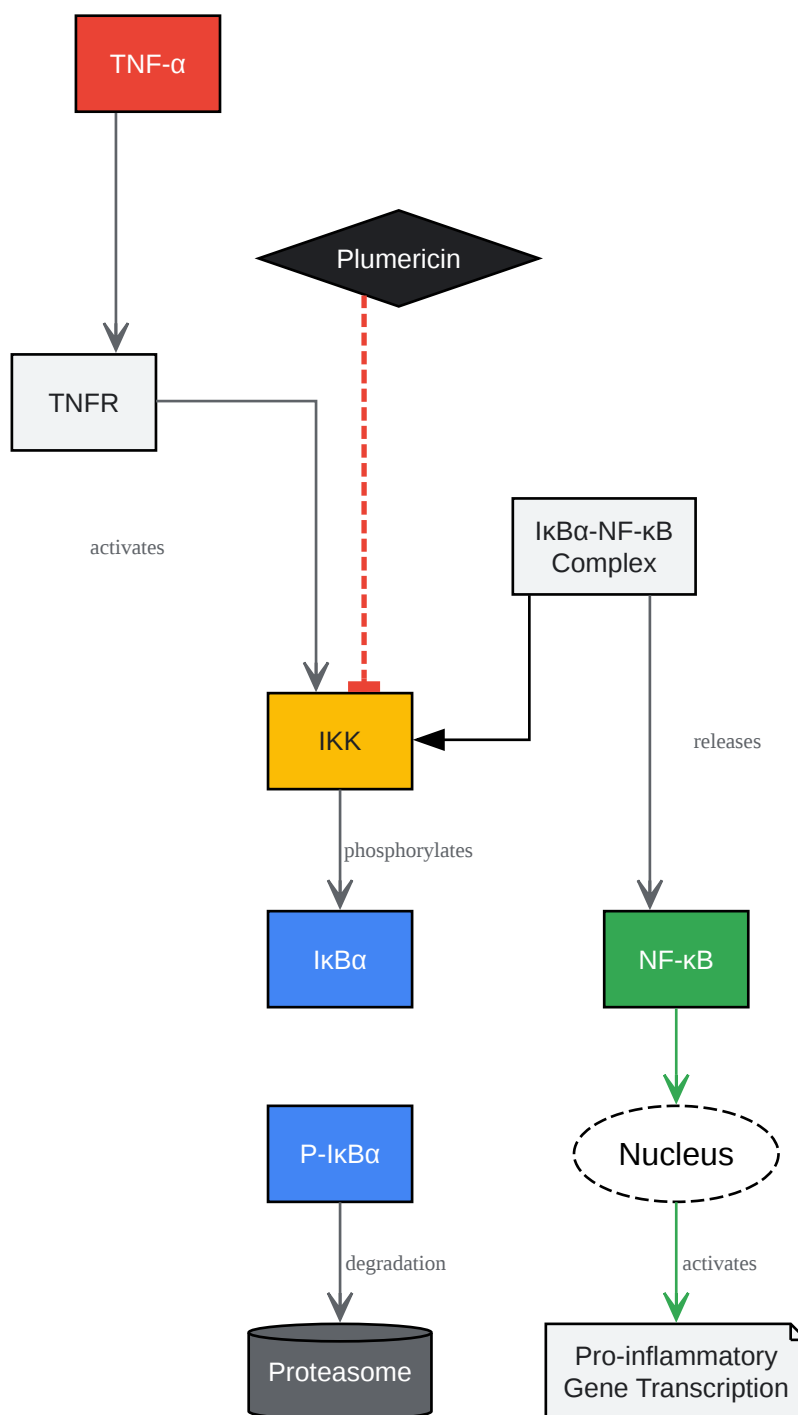 TNF-α
Plumericin
TNFR
activates
IκBα-NF-κB
Complex
IKK
releases
phosphorylates
IκBα
NF-κB
P-IκBα
Nucleus
degradation
activates
Proteasome
Pro-inflammatory
Gene Transcription